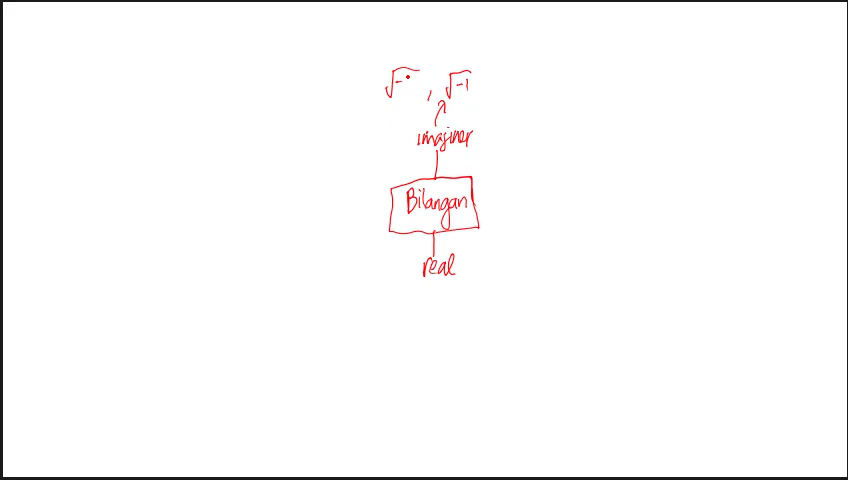 √- , √-1
imajiner
Bilangan
real